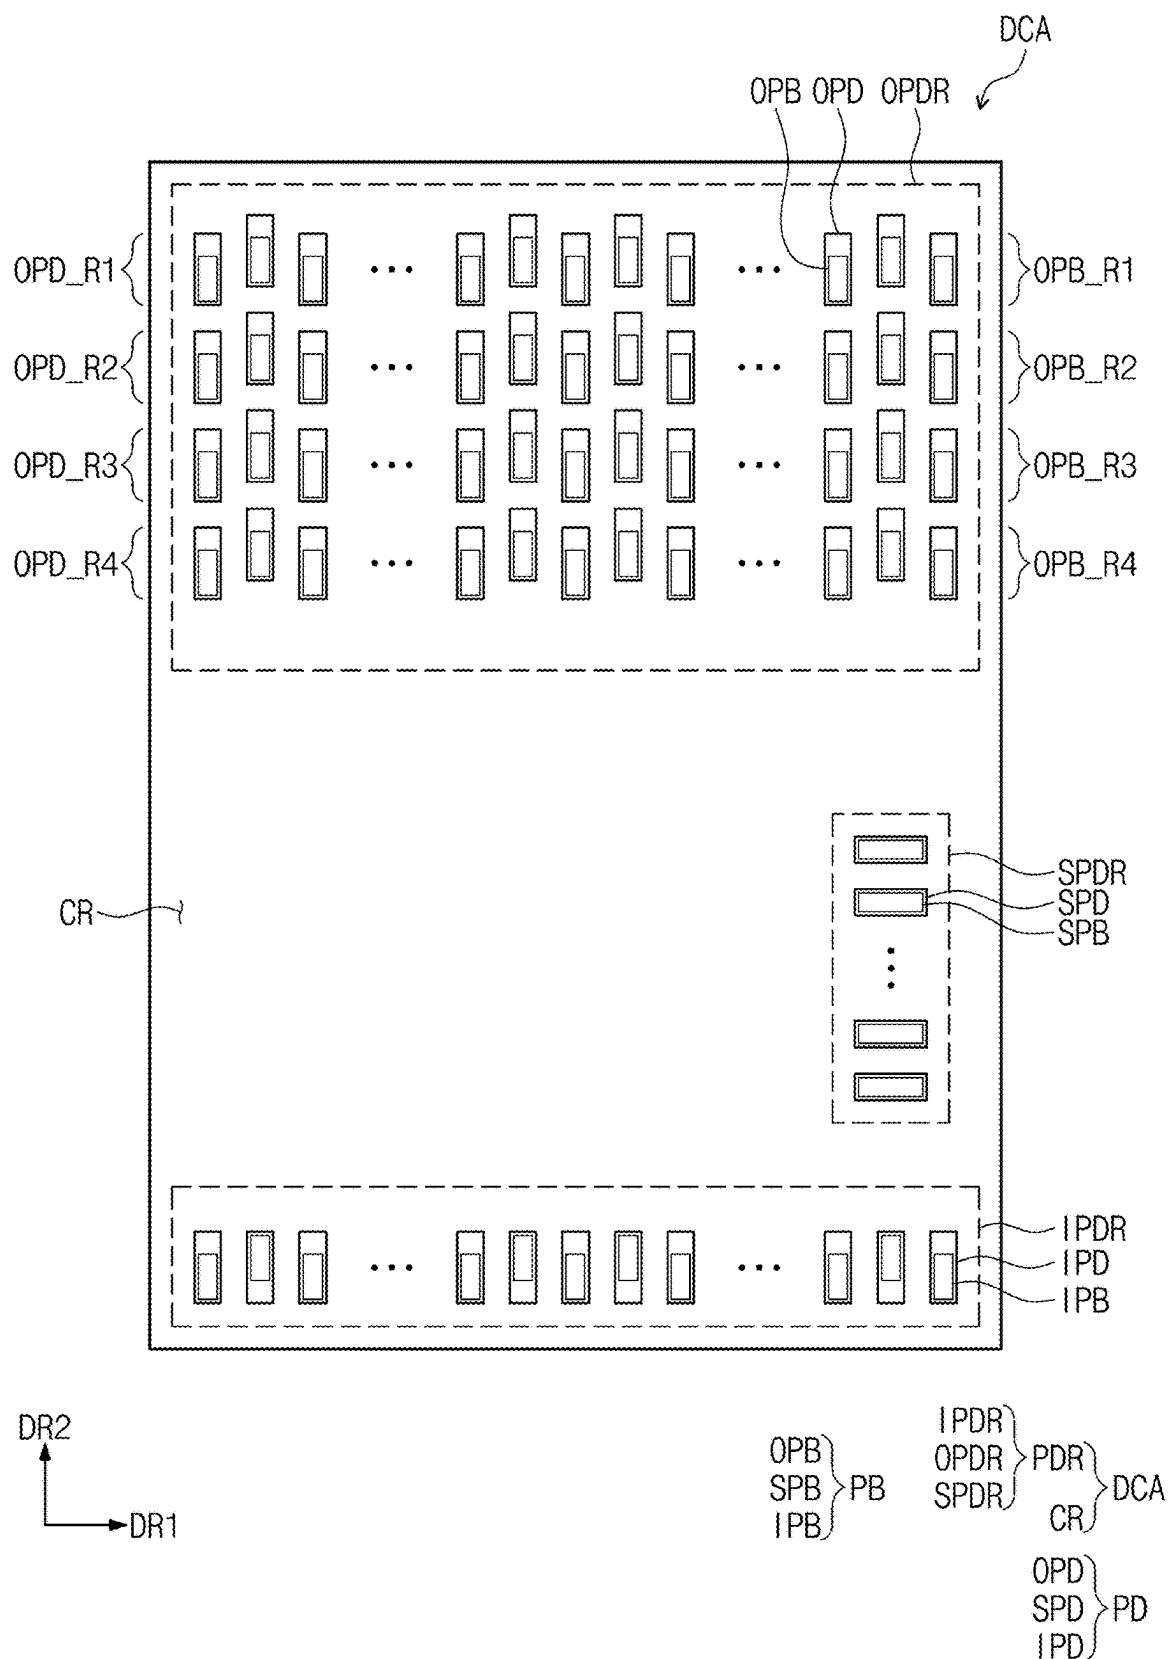 DCA
OPB OPD OPDR
OPD_R1
OPB_R1
OPD_R2
OPB_R2
OPD_R3
OPB_R3
OPD_R4
OPB_R4
SPDR
SPD
SPB
CR
IPDR
IPD
IPB
DR2
DR1
OPB
SPB
IPB
PB
IPDR
OPDR
SPDR
PDR
CR
DCA
OPD
SPD
IPD
PD